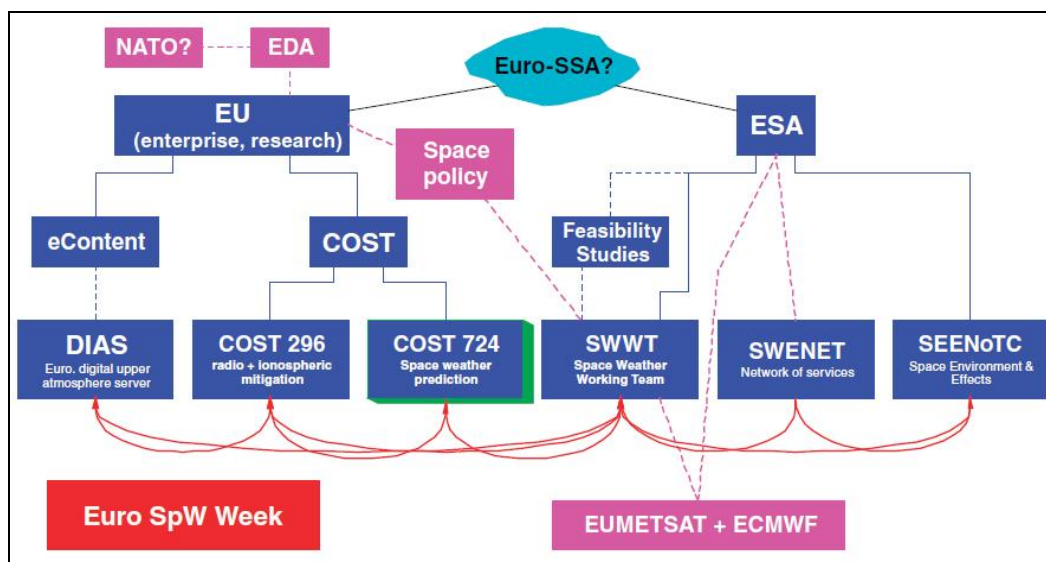 NATO?
EDA
Euro-SSA?
EU
(enterprise, research)
ESA
Space
policy
eContent
COST
Feasibility
Studies
DIAS
Euro. digital upper
atmosphere server
COST 296
radio + ionospheric
mitigation
COST 724
Space weather
prediction
SWWT
Space Weather
Working Team
SWENET
Network of services
SEENoTC
Space Environment &
Effects
Euro SpW Week
EUMETSAT + ECMWF